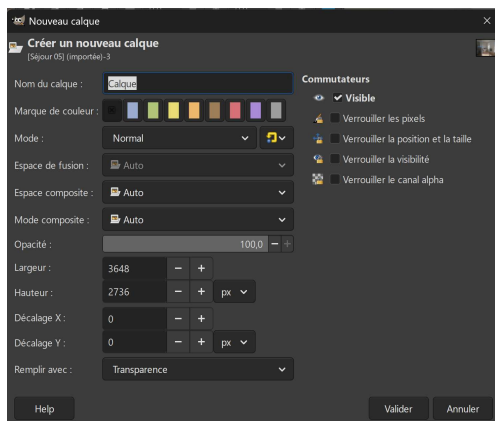 Nouveau calque
Créer un nouveau calque
[Séjour 05] (importée)-3
Nom du calque :
Calque
Marque de couleur :
Mode :
Normal
Espace de fusion :
Auto
Espace composite :
Auto
Mode composite :
Auto
Opacité :
100,0
Largeur :
3648
Hauteur :
2736
px
Décalage X :
0
Décalage Y :
0
px
Remplir avec :
Transparence
Commutateurs
Visible
Verrouiller les pixels
Verrouiller la position et la taille
Verrouiller la visibilité
Verrouiller le canal alpha
Help
Valider
Annuler